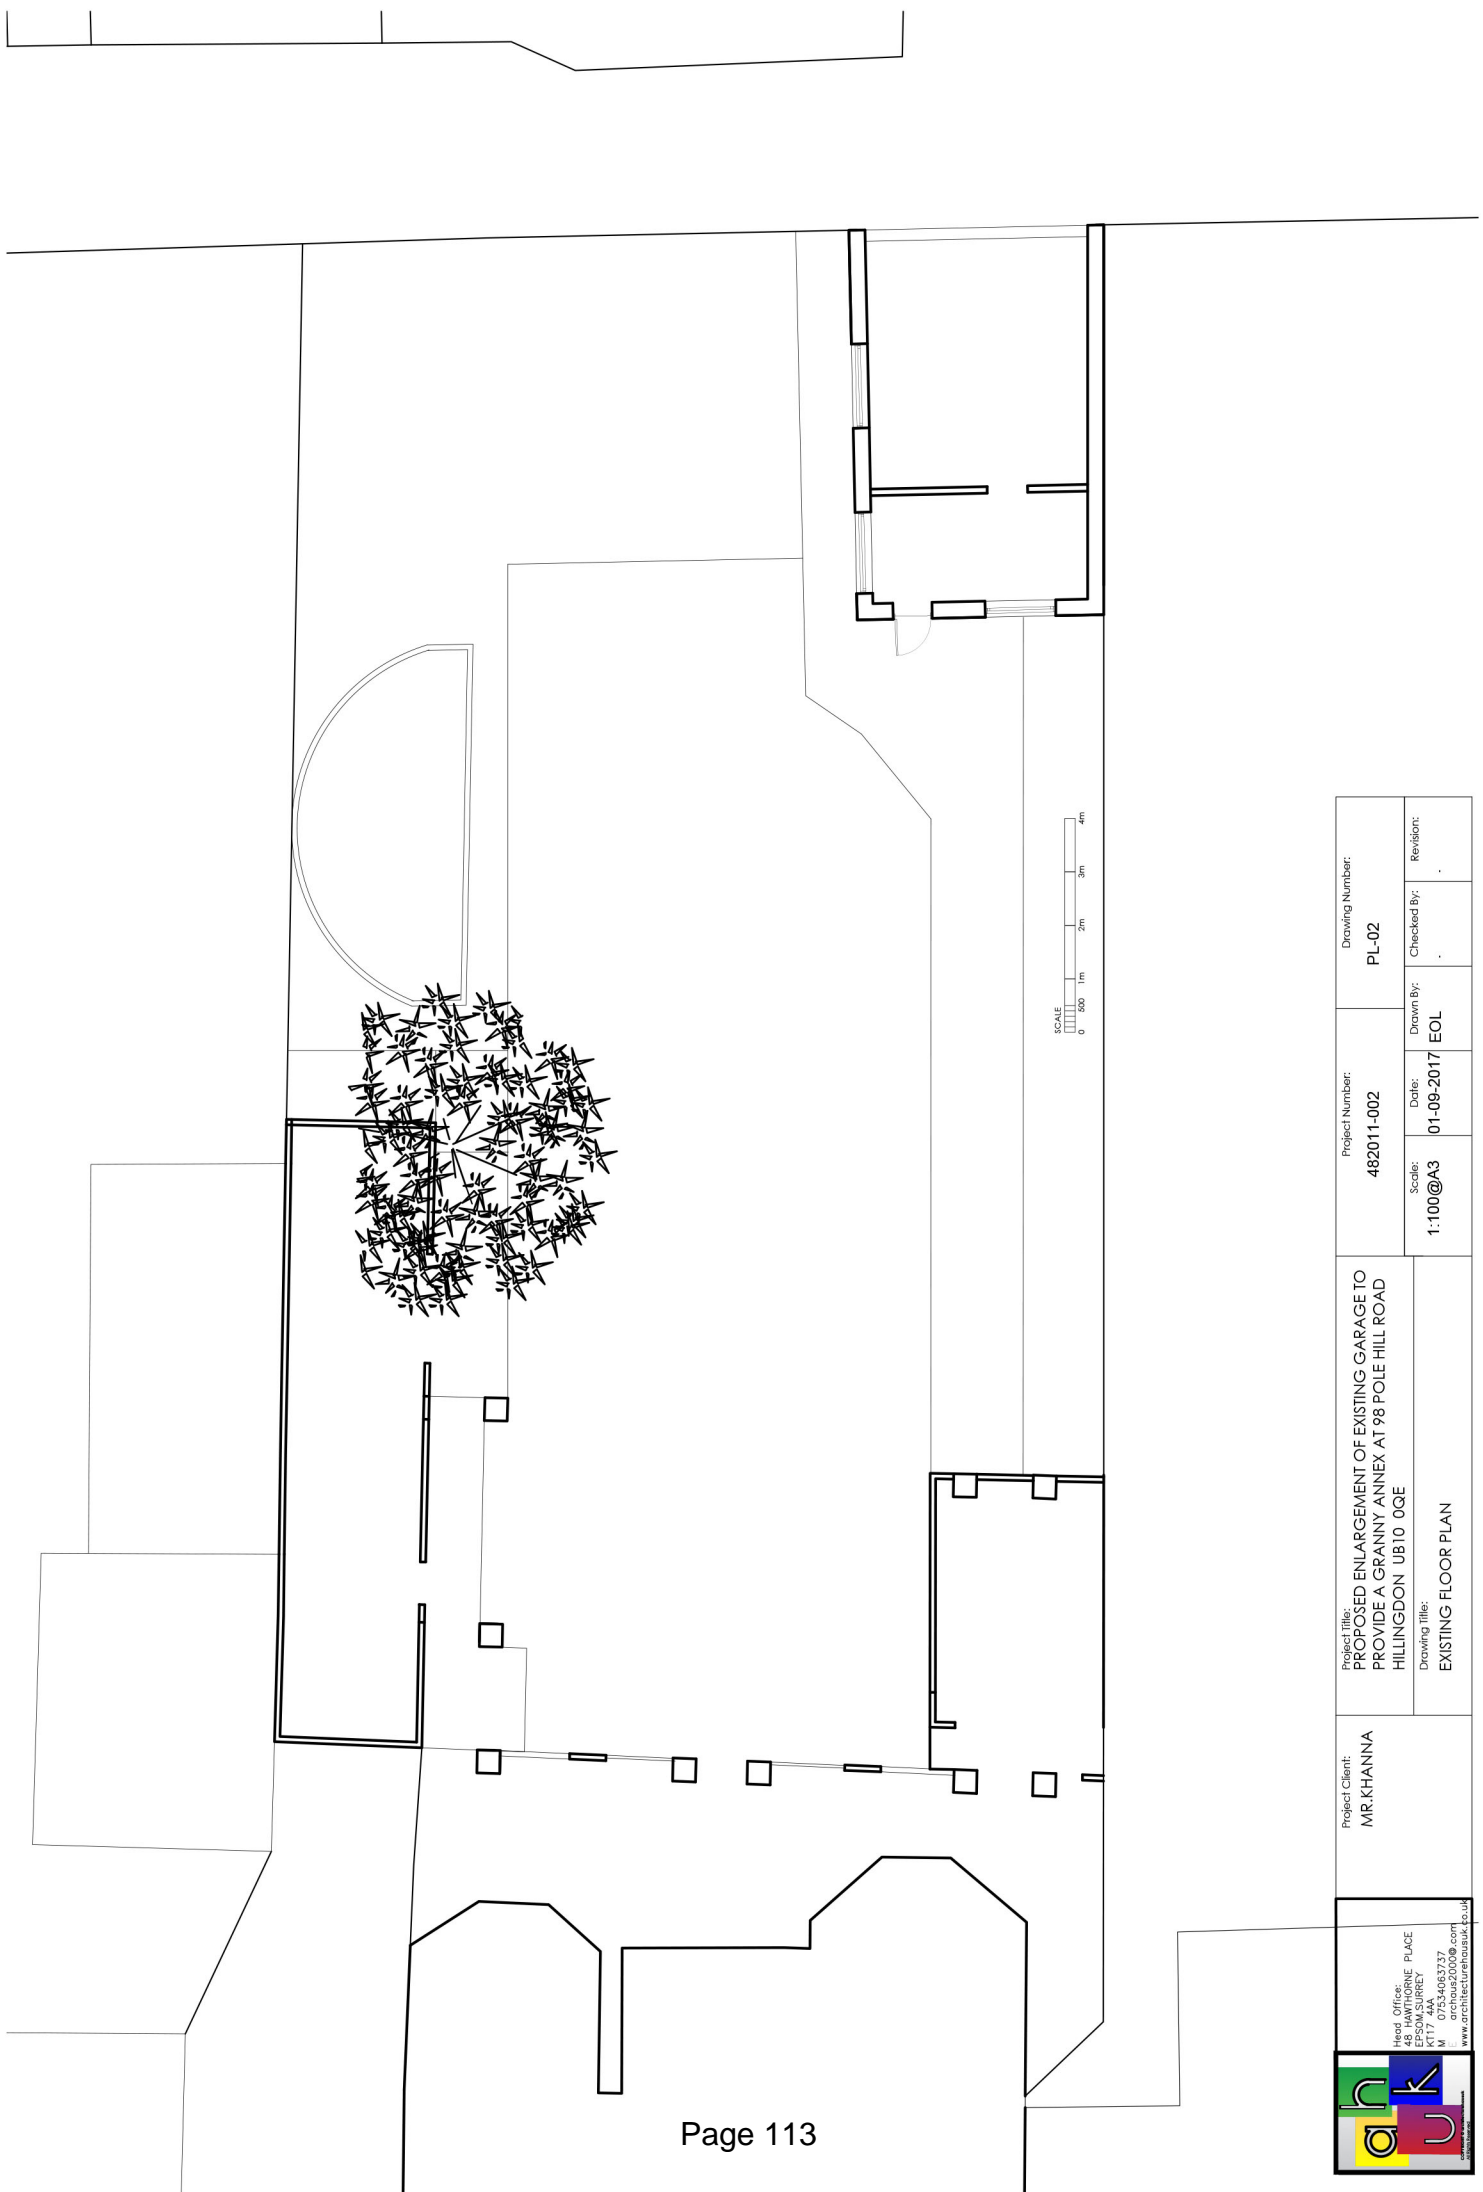 SCALE
0 500 1m 2m 3m 4m
ah
uk
Head Office:
48 HAWTHORNE PLACE
EPSOM,SURREY
KT17 4AA
M 07534063737
E archaus2000@.com
www.architecturehausuk.co.uk
Project Client:
MR.KHANNA
Project Title:
PROPOSED ENLARGEMENT OF EXISTING GARAGE TO
PROVIDE A GRANNY ANNEX AT 98 POLE HILL ROAD
HILLINGDON UB10 0QE
Drawing Title:
EXISTING FLOOR PLAN
Project Number:
482011-002
Drawing Number:
PL-02
Scale:
1:100@A3
Date:
01-09-2017
Drawn By:
EOL
Checked By:
.
Revision:
.
Page 113